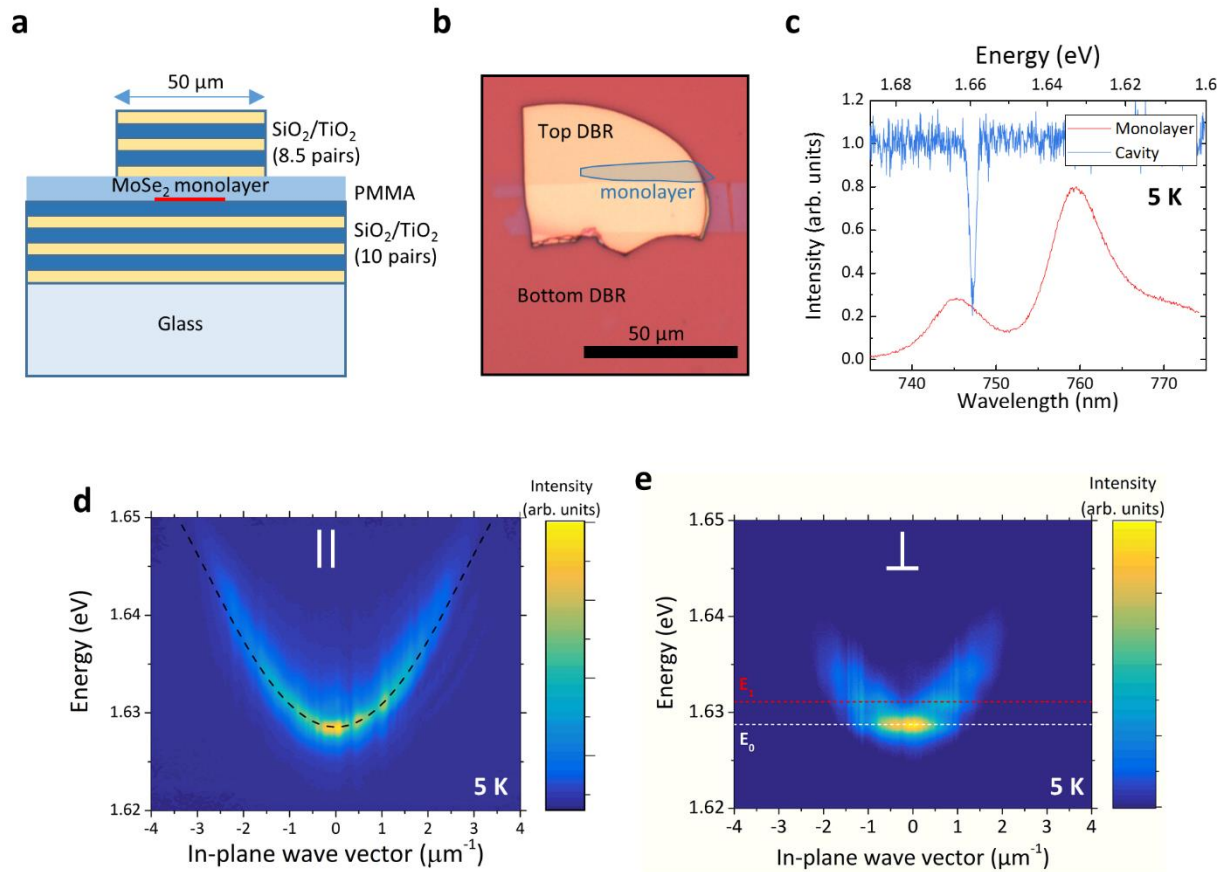 a
50 μm
SiO₂/TiO₂
(8.5 pairs)
MoSe₂ monolayer
PMMA
SiO₂/TiO₂
(10 pairs)
Glass
b
Top DBR
monolayer
Bottom DBR
50 μm
c
Energy (eV)
1.68 1.66 1.64 1.62 1.6
1.2
1.0
0.8
0.6
0.4
0.2
0.0
Intensity (arb. units)
Monolayer
Cavity
5 K
740 750 760 770
Wavelength (nm)
d
Intensity
(arb. units)
1.65
1.64
1.63
1.62
Energy (eV)
||
5 K
-4 -3 -2 -1 0 1 2 3 4
In-plane wave vector (μm⁻¹)
e
Intensity
(arb. units)
1.65
1.64
1.63
1.62
Energy (eV)
⊥
E₁
E₀
5 K
-4 -3 -2 -1 0 1 2 3 4
In-plane wave vector (μm⁻¹)